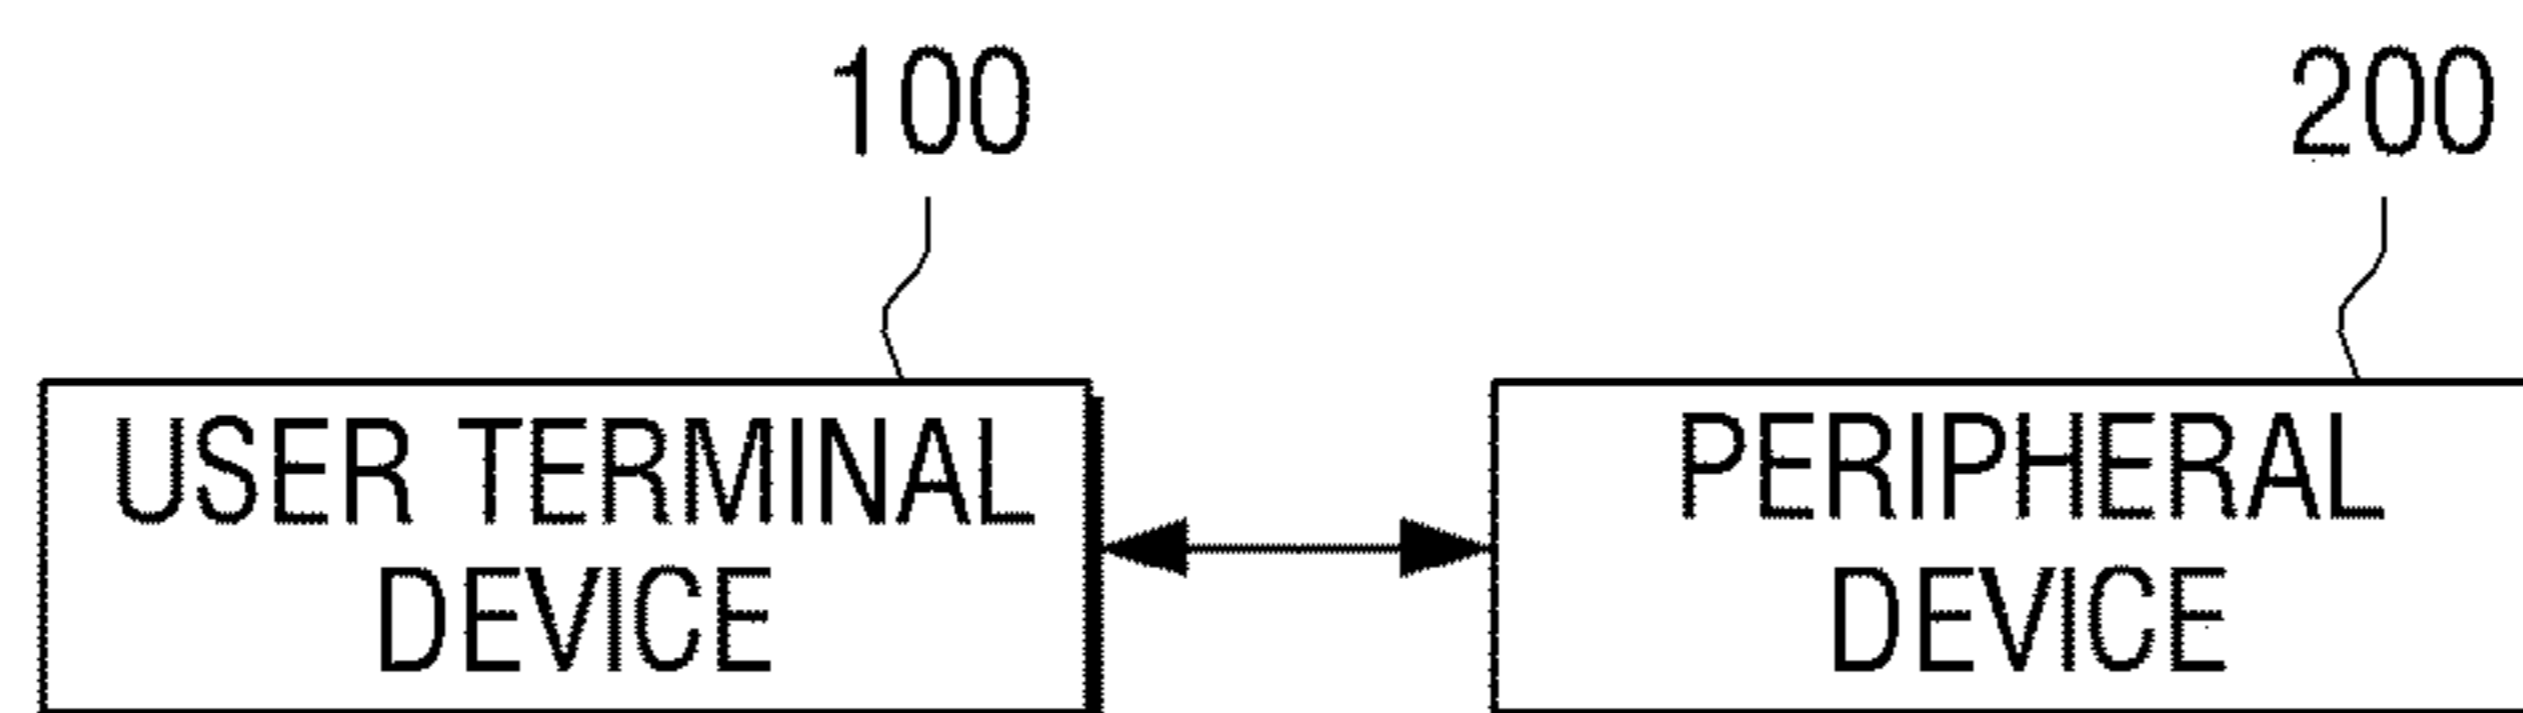 100
200
USER TERMINAL
DEVICE
PERIPHERAL
DEVICE